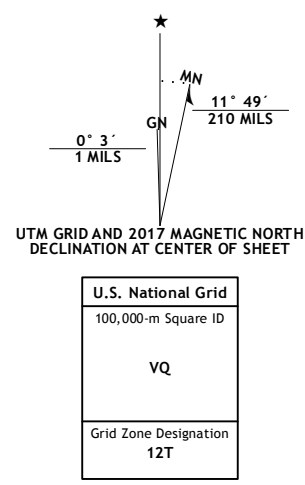 MN
11° 49´
210 MILS
GN
0° 3´
1 MILS
UTM GRID AND 2017 MAGNETIC NORTH
DECLINATION AT CENTER OF SHEET
U.S. National Grid
100,000-m Square ID
VQ
Grid Zone Designation
12T